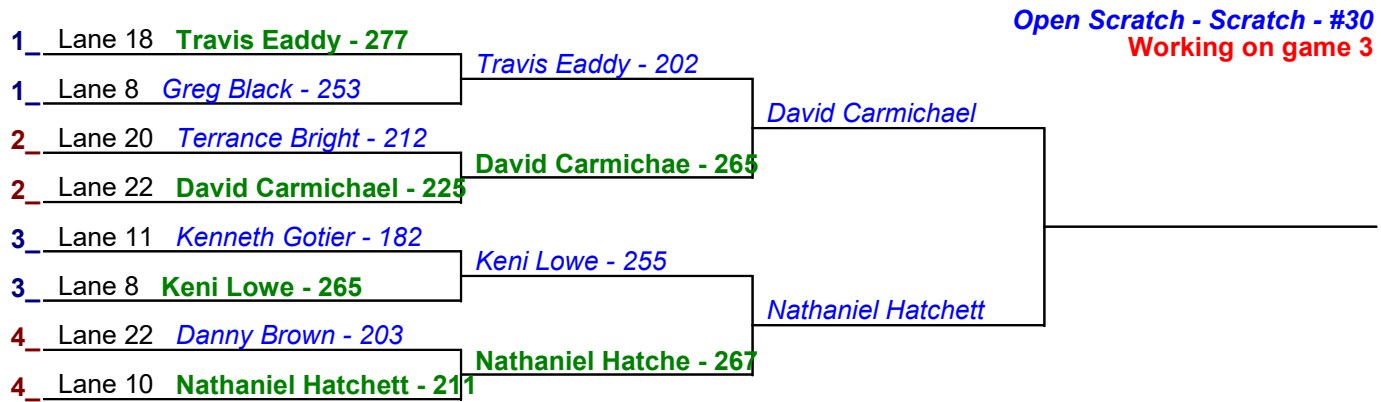 Open Scratch - Scratch - #30
Working on game 3
1_ Lane 18 Travis Eaddy - 277
1_ Lane 8 Greg Black - 253
2_ Lane 20 Terrance Bright - 212
2_ Lane 22 David Carmichael - 225
3_ Lane 11 Kenneth Gotier - 182
3_ Lane 8 Keni Lowe - 265
4_ Lane 22 Danny Brown - 203
4_ Lane 10 Nathaniel Hatchett - 211
Travis Eaddy - 202
David Carmichae - 265
Keni Lowe - 255
Nathaniel Hatche - 267
David Carmichael
Nathaniel Hatchett